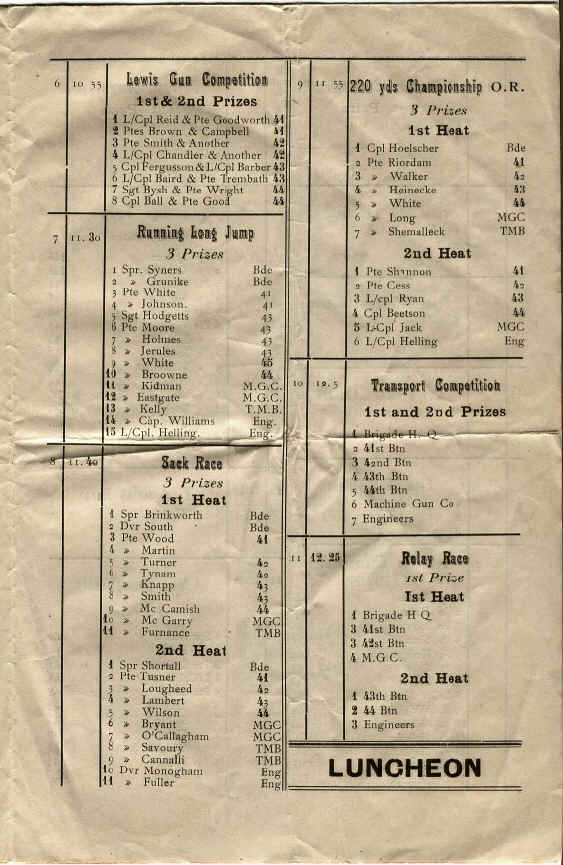 6 10 55 Lewis Gun Competition
1st & 2nd Prizes
1 L/Cpl Reid & Pte Goodworth 41
2 Ptes Brown & Campbell 41
3 Pte Smith & Another 42
4 L/Cpl Chandler & Another 42
5 Cpl Fergusson & L/Cpl Barber 43
6 L/Cpl Baird & Pte Trembath 43
7 Sgt Bysh & Pte Wright 44
8 Cpl Ball & Pte Good 44
7 11.30 Running Long Jump
3 Prizes
1 Spr. Syners Bde
2 » Grunike Bde
3 Pte White 41
4 » Johnson. 41
5 Sgt Hodgetts 43
6 Pte Moore 43
7 » Holmes 43
8 » Jerules 43
9 » White 45
10 » Broowne 44
11 » Kidman M.G.C.
12 » Eastgate M.G.C.
13 » Kelly T.M.B.
14 » Cap. Williams Eng.
15 L/Cpl. Helling. Eng.
8 11.40 Sack Race
3 Prizes
1st Heat
1 Spr Brinkworth Bde
2 Dvr South Bde
3 Pte Wood 41
4 » Martin
5 » Turner 42
6 » Tynam 42
7 » Knapp 43
8 » Smith 43
9 » Mc Camish 44
10 » Mc Garry MGC
11 » Furnance TMB
2nd Heat
1 Spr Shortall Bde
2 Pte Tusner 41
3 » Lougheed 42
4 » Lambert 43
5 » Wilson 44
6 » Bryant MGC
7 » O'Callagham MGC
8 » Savoury TMB
9 » Cannalli TMB
10 Dvr Monogham Eng
11 » Fuller Eng
9 11 55 220 yds Championship O.R.
3 Prizes
1st Heat
1 Cpl Hoelscher Bde
2 Pte Riordam 41
3 » Walker 42
4 » Heinecke 43
5 » White 44
6 » Long MGC
7 » Shemalleck TMB
2nd Heat
1 Pte Shannon 41
2 Pte Cess 42
3 L/cpl Ryan 43
4 Cpl Beetson 44
5 L-Cpl Jack MGC
6 L/Cpl Helling Eng
10 12.5 Transport Competition
1st and 2nd Prizes
1 Brigade H. Q
2 41st Btn
3 42nd Btn
4 43th Btn
5 44th Btn
6 Machine Gun Co
7 Engineers
11 12.25 Relay Race
1st Prize
1st Heat
1 Brigade H Q
3 41st Btn
3 42st Btn
4 M.G.C.
2nd Heat
1 43th Btn
2 44 Btn
3 Engineers
LUNCHEON